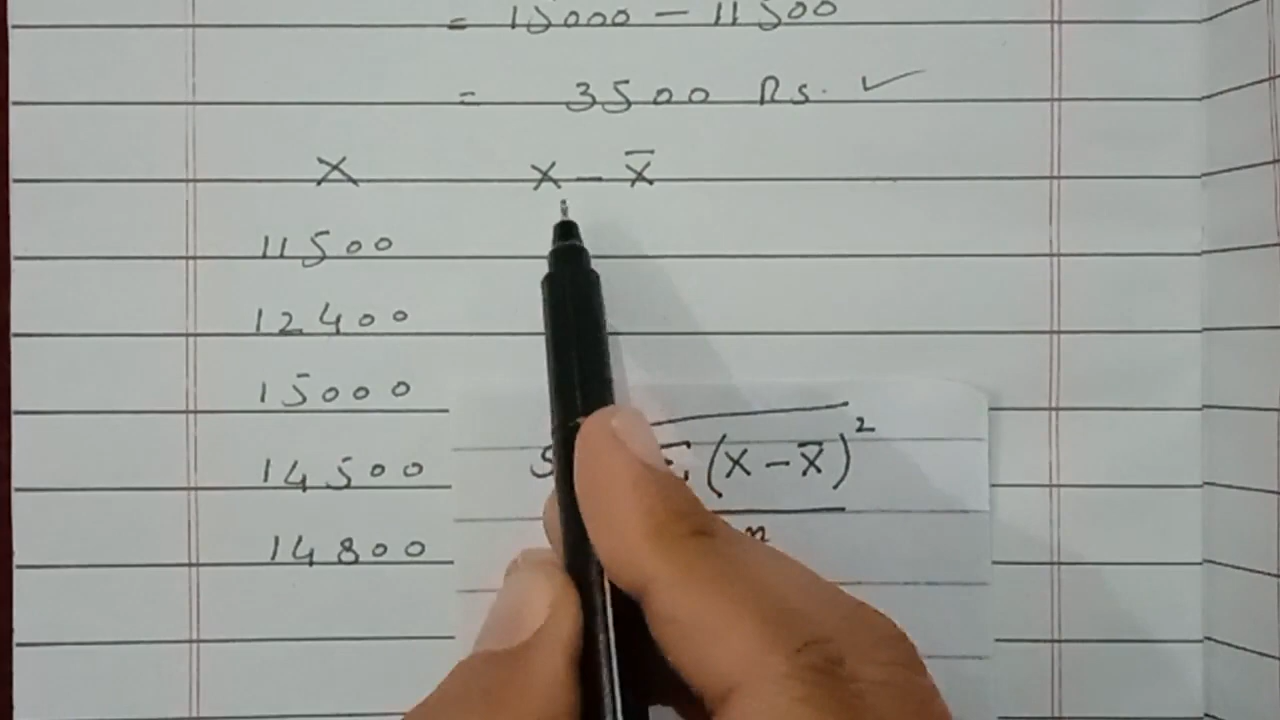 = 15000 - 11500
= 3500 Rs. ✓
X X - X̄
11500
12400
15000
14500
14800
S (X - X̄)²
n